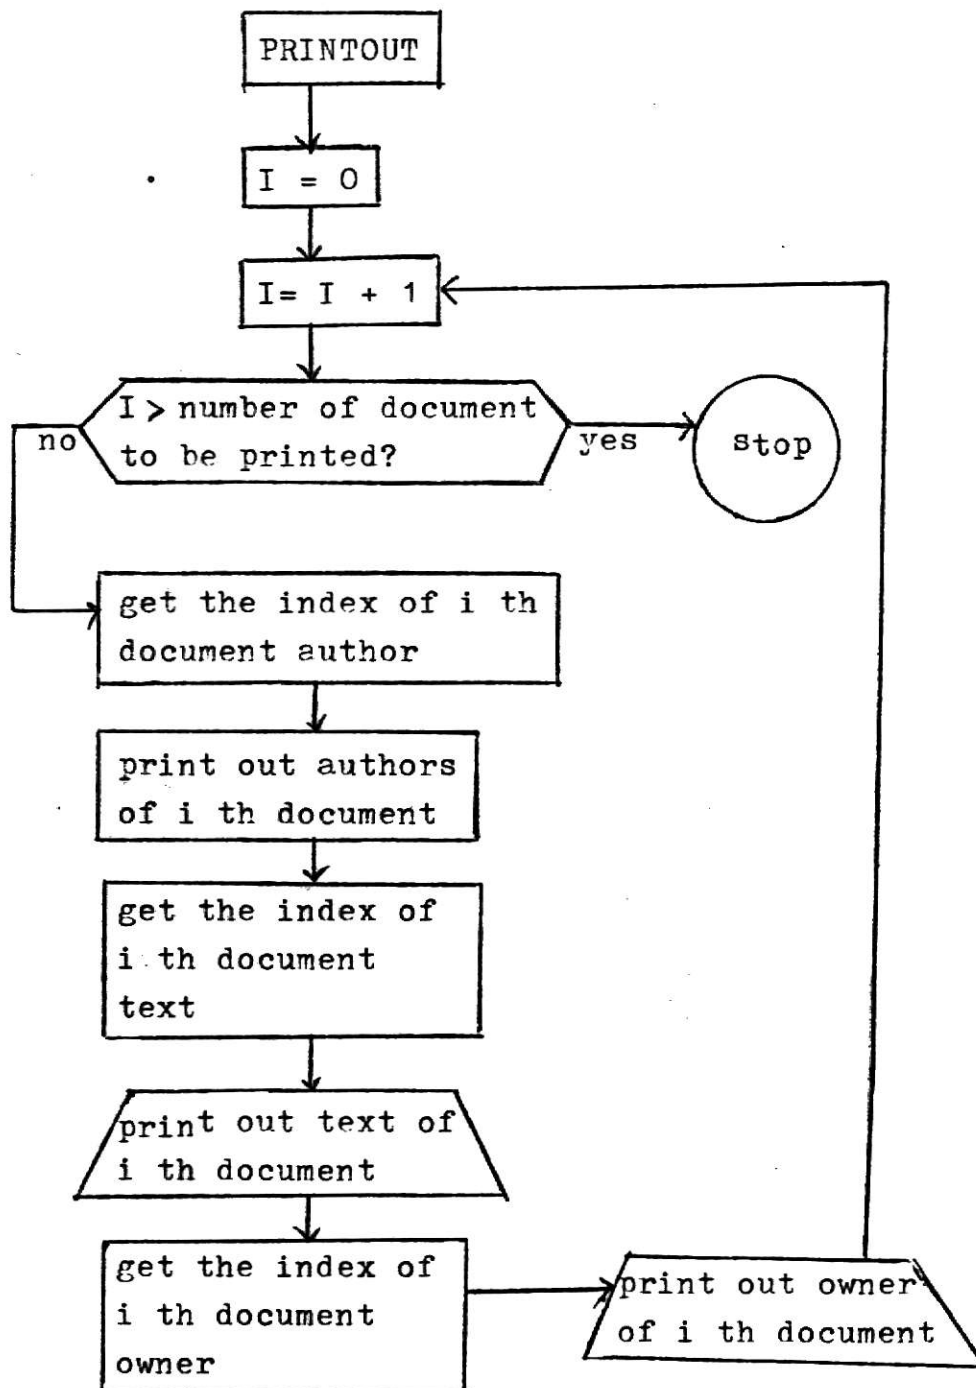 PRINTOUT
I = 0
I= I + 1
I > number of document
to be printed?
no
yes
stop
get the index of i th
document author
print out authors
of i th document
get the index of
i th document
text
print out text of
i th document
get the index of
i th document
owner
print out owner
of i th document